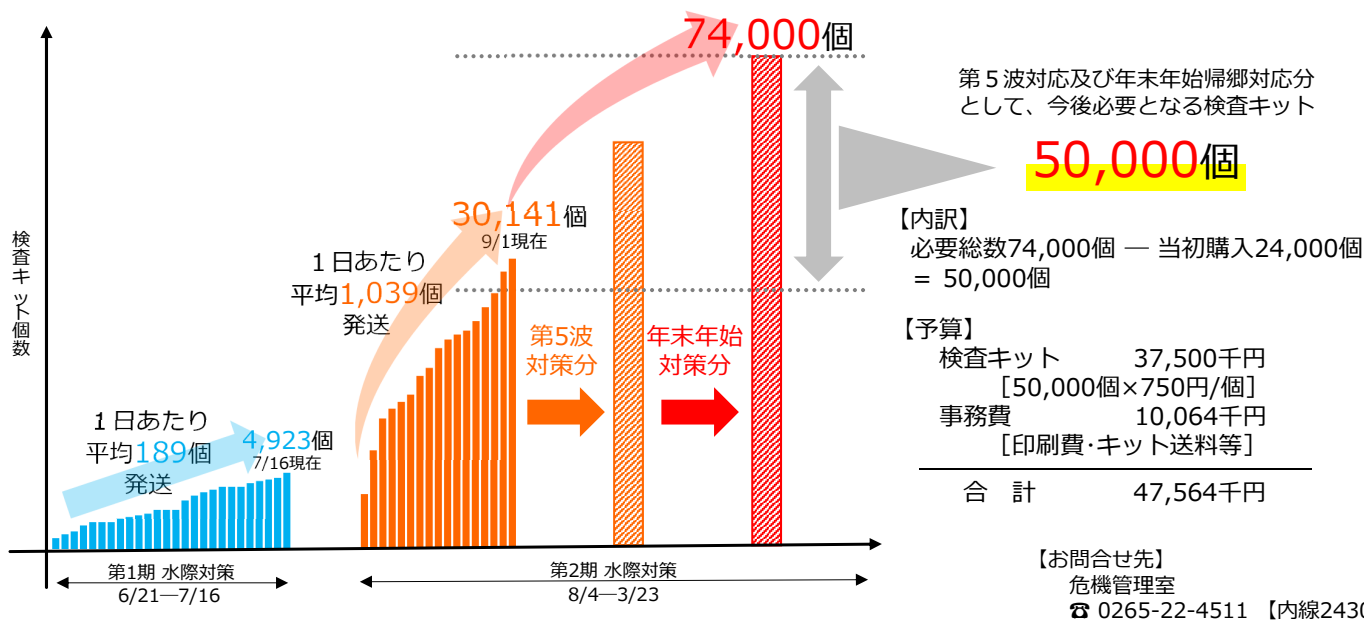 検査キット個数
1日あたり
平均189個
発送
4,923個
7/16現在
第1期 水際対策
6/21―7/16
1日あたり
平均1,039個
発送
30,141個
9/1現在
第5波
対策分
年末年始
対策分
74,000個
第2期 水際対策
8/4―3/23
第5波対応及び年末年始帰郷対応分
として、今後必要となる検査キット
50,000個
【内訳】
必要総数74,000個 ― 当初購入24,000個
= 50,000個
【予算】
検査キット 37,500千円
[50,000個×750円/個]
事務費 10,064千円
[印刷費・キット送料等]
合 計 47,564千円
【お問合せ先】
危機管理室
☎ 0265-22-4511 【内線2430